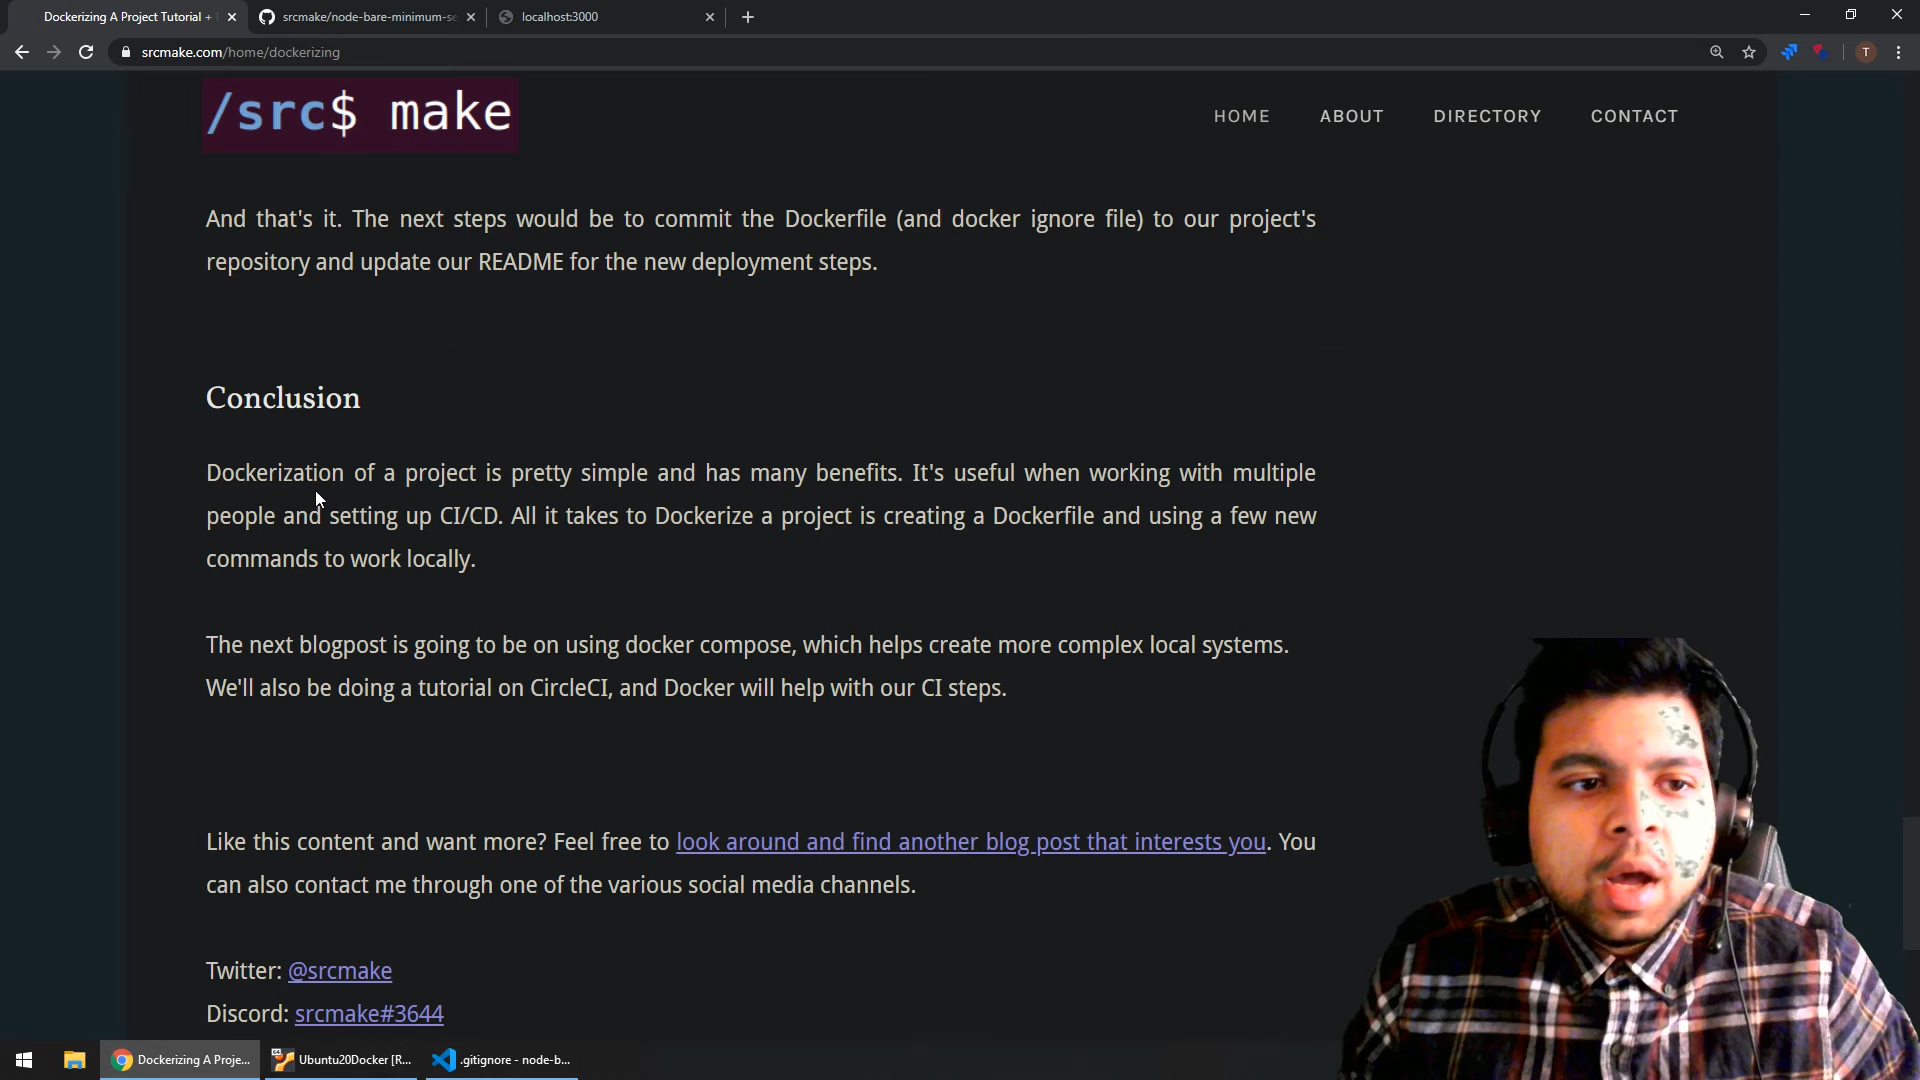 Dockerizing A Project Tutorial +
srcmake/node-bare-minimum-se
localhost:3000
srcmake.com/home/dockerizing
T
/src$ make
HOME
ABOUT
DIRECTORY
CONTACT
And that's it. The next steps would be to commit the Dockerfile (and docker ignore file) to our project's
repository and update our README for the new deployment steps.
Conclusion
Dockerization of a project is pretty simple and has many benefits. It's useful when working with multiple
people and setting up CI/CD. All it takes to Dockerize a project is creating a Dockerfile and using a few new
commands to work locally.
The next blogpost is going to be on using docker compose, which helps create more complex local systems.
We'll also be doing a tutorial on CircleCI, and Docker will help with our CI steps.
Like this content and want more? Feel free to look around and find another blog post that interests you. You
can also contact me through one of the various social media channels.
Twitter: @srcmake
Discord: srcmake#3644
Dockerizing A Proje...
Ubuntu20Docker [R...
.gitignore - node-b...